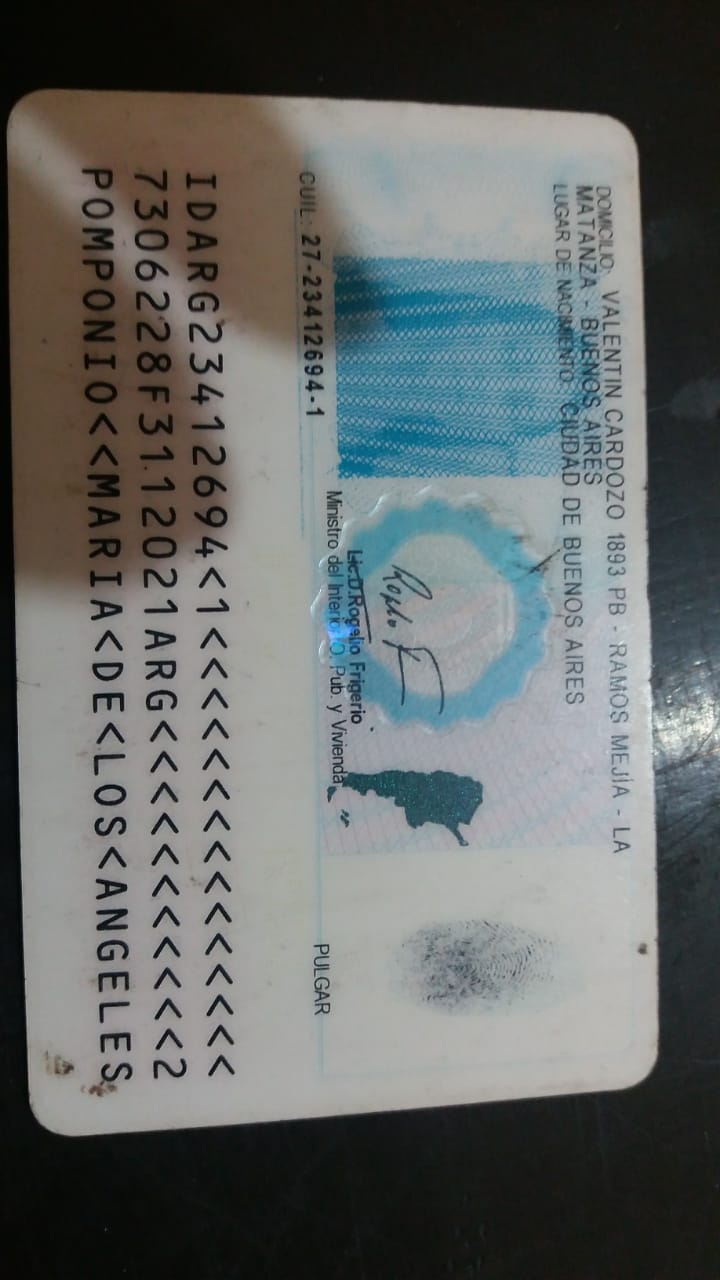 DOMICILIO: VALENTIN CARDOZO 1893 PB - RAMOS MEJÍA - LA
MATANZA - BUENOS AIRES
LUGAR DE NACIMIENTO: CIUDAD DE BUENOS AIRES
Lic.D.Rogelio Frigerio
Ministro del Interior, O. Pub. y Vivienda
PULGAR
CUIL: 27-23412694-1
IDARG23412694<1<<<<<<<<<<<<<<<
7306228F3112021ARG<<<<<<<<<<<2
POMPONIO<<MARIA<DE<LOS<ANGELES